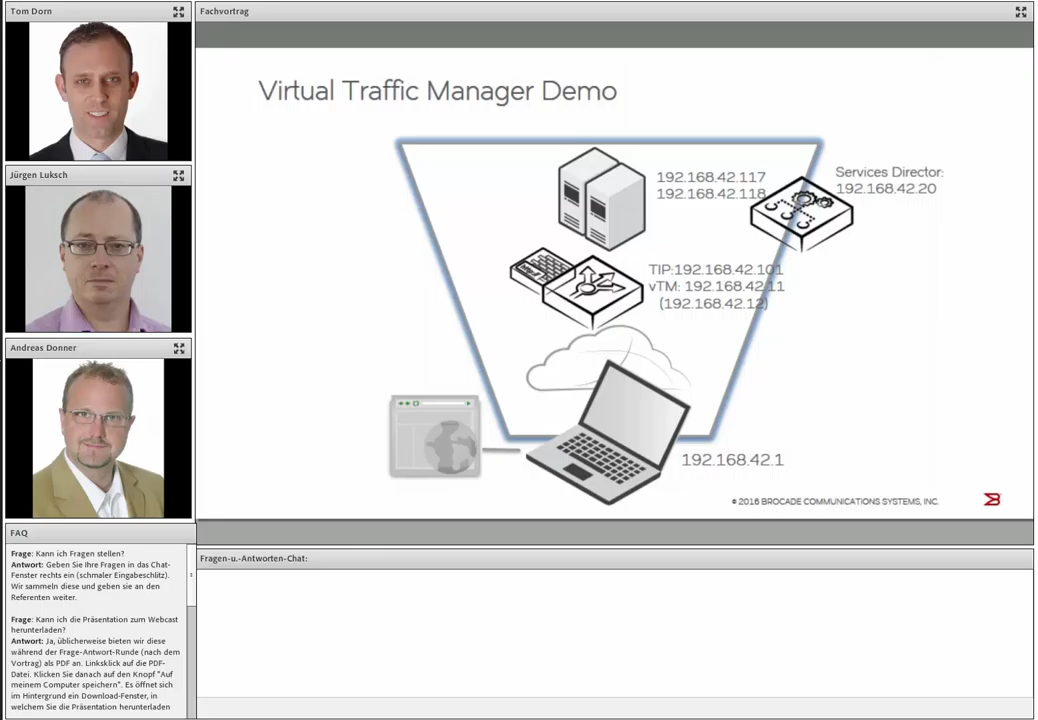 Tom Dorn
Jürgen Luksch
Andreas Donner
FAQ
Frage: Kann ich Fragen stellen?
Antwort: Geben Sie Ihre Fragen in das Chat-
Fenster rechts ein (schmaler Eingabeschlitz).
Wir sammeln diese und geben sie an den
Referenten weiter.
Frage: Kann ich die Präsentation zum Webcast
herunterladen?
Antwort: Ja, üblicherweise bieten wir diese
während der Frage-Antwort-Runde (nach dem
Vortrag) als PDF an. Linksklick auf die PDF-
Datei. Klicken Sie danach auf den Knopf "Auf
meinem Computer speichern". Es öffnet sich
im Hintergrund ein Download-Fenster, in
welchem Sie die Präsentation herunterladen
Fachvortrag
Virtual Traffic Manager Demo
192.168.42.117
192.168.42.118
Services Director:
192.168.42.20
TIP:192.168.42.101
vTM: 192.168.42.11
(192.168.42.12)
192.168.42.1
© 2016 BROCADE COMMUNICATIONS SYSTEMS, INC.
Fragen-u.-Antworten-Chat: